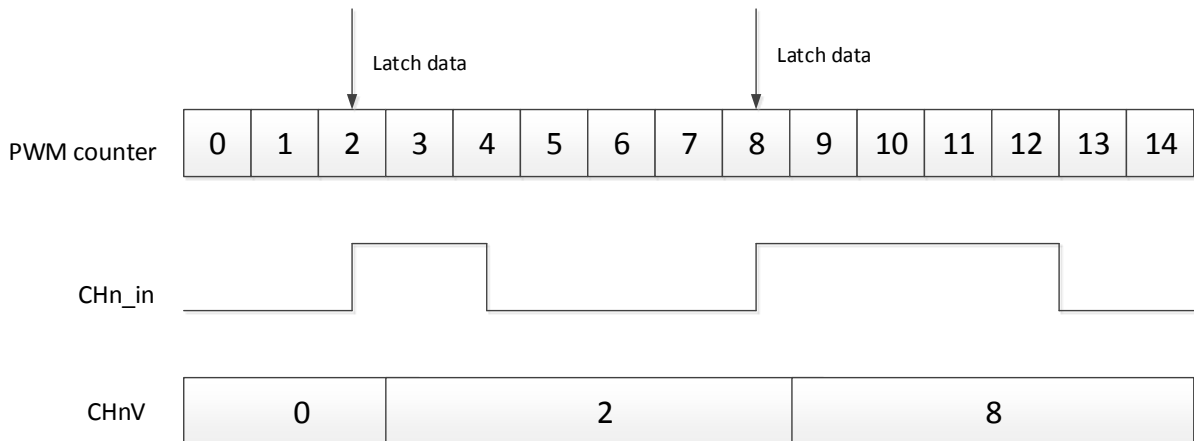 Latch data
Latch data
PWM counter
0 1 2 3 4 5 6 7 8 9 10 11 12 13 14
CHn_in
CHnV
0 2 8